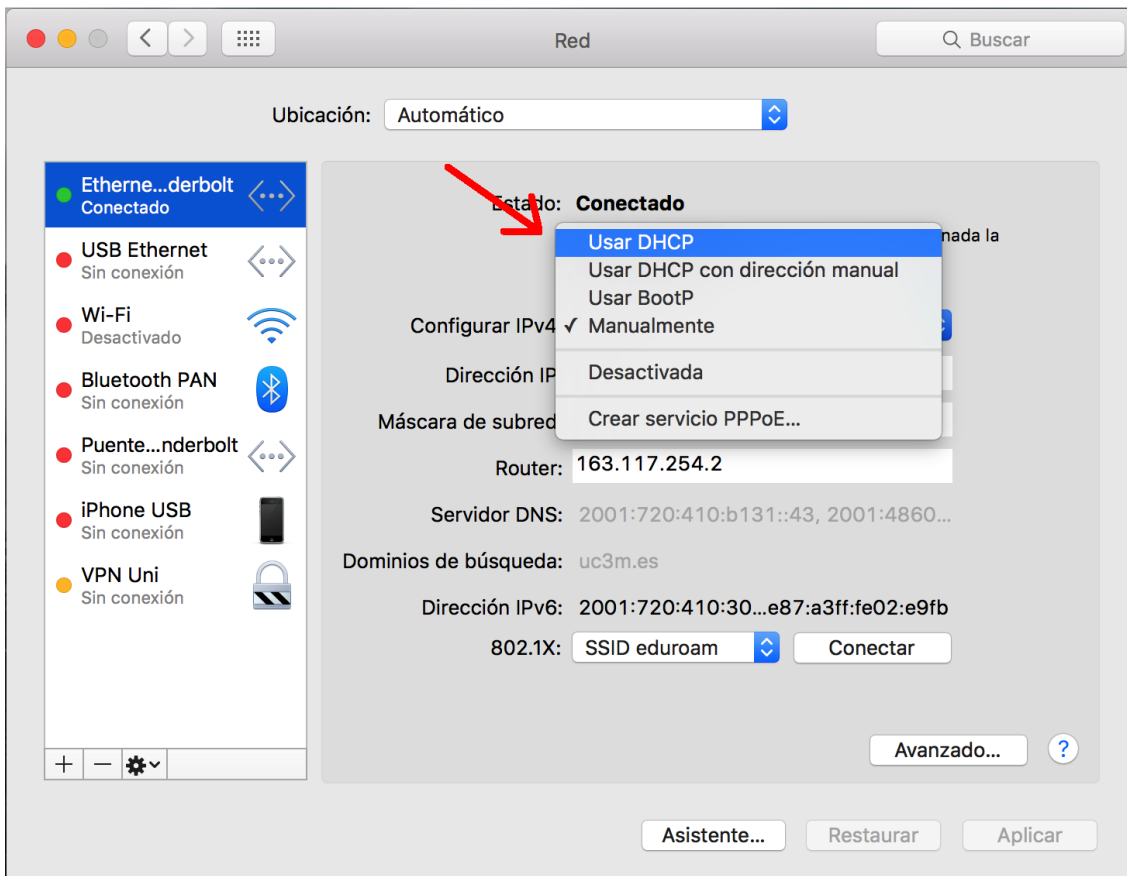 Red
Buscar
Ubicación: Automático
Etherne...derbolt
Conectado
USB Ethernet
Sin conexión
Wi-Fi
Desactivado
Bluetooth PAN
Sin conexión
Puente...nderbolt
Sin conexión
iPhone USB
Sin conexión
VPN Uni
Sin conexión
Estado: Conectado
nada la
Usar DHCP
Usar DHCP con dirección manual
Usar BootP
Configurar IPv4 ✓ Manualmente
Dirección IP
Desactivada
Máscara de subred
Crear servicio PPPoE...
Router: 163.117.254.2
Servidor DNS: 2001:720:410:b131::43, 2001:4860...
Dominios de búsqueda: uc3m.es
Dirección IPv6: 2001:720:410:30...e87:a3ff:fe02:e9fb
802.1X: SSID eduroam Conectar
Avanzado... ?
Asistente... Restaurar Aplicar